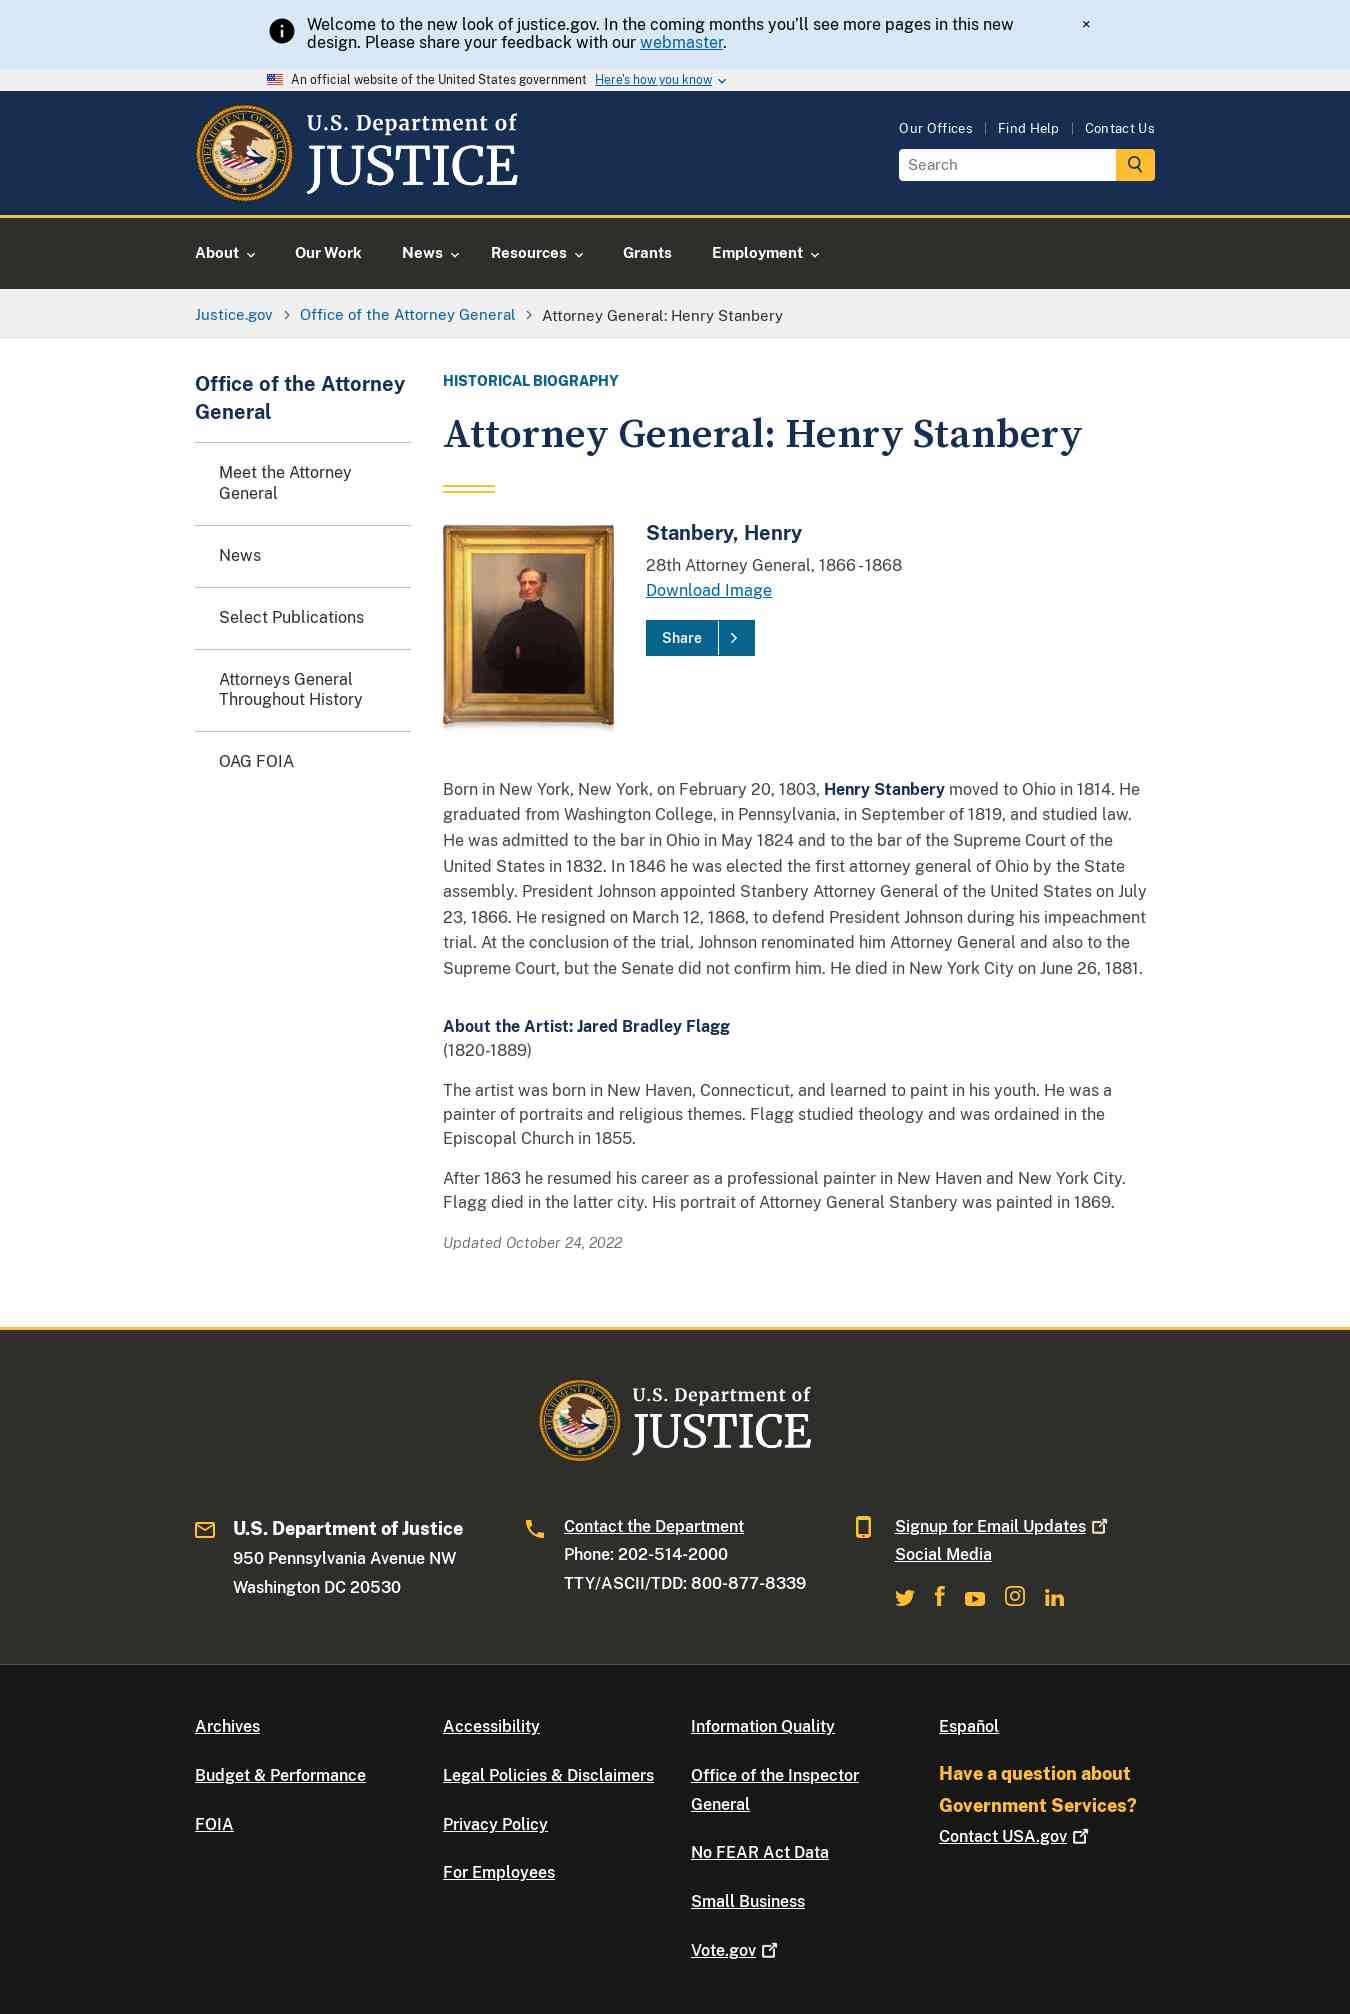 Welcome to the new look of justice.gov. In the coming months you’ll see more pages in this new
design. Please share your feedback with our webmaster.
×
An official website of the United States government Here's how you know
U.S. Department of
JUSTICE
Our Offices
Find Help
Contact Us
Search
About
Our Work
News
Resources
Grants
Employment
Justice.gov
Office of the Attorney General
Attorney General: Henry Stanbery
Office of the Attorney
General
Meet the Attorney
General
News
Select Publications
Attorneys General
Throughout History
OAG FOIA
HISTORICAL BIOGRAPHY
Attorney General: Henry Stanbery
Stanbery, Henry
28th Attorney General, 1866 - 1868
Download Image
Share
Born in New York, New York, on February 20, 1803, Henry Stanbery moved to Ohio in 1814. He
graduated from Washington College, in Pennsylvania, in September of 1819, and studied law.
He was admitted to the bar in Ohio in May 1824 and to the bar of the Supreme Court of the
United States in 1832. In 1846 he was elected the first attorney general of Ohio by the State
assembly. President Johnson appointed Stanbery Attorney General of the United States on July
23, 1866. He resigned on March 12, 1868, to defend President Johnson during his impeachment
trial. At the conclusion of the trial, Johnson renominated him Attorney General and also to the
Supreme Court, but the Senate did not confirm him. He died in New York City on June 26, 1881.
About the Artist: Jared Bradley Flagg
(1820-1889)
The artist was born in New Haven, Connecticut, and learned to paint in his youth. He was a
painter of portraits and religious themes. Flagg studied theology and was ordained in the
Episcopal Church in 1855.
After 1863 he resumed his career as a professional painter in New Haven and New York City.
Flagg died in the latter city. His portrait of Attorney General Stanbery was painted in 1869.
Updated October 24, 2022
U.S. Department of
JUSTICE
U.S. Department of Justice
950 Pennsylvania Avenue NW
Washington DC 20530
Contact the Department
Phone: 202-514-2000
TTY/ASCII/TDD: 800-877-8339
Signup for Email Updates
Social Media
Archives
Budget & Performance
FOIA
Accessibility
Legal Policies & Disclaimers
Privacy Policy
For Employees
Information Quality
Office of the Inspector
General
No FEAR Act Data
Small Business
Vote.gov
Español
Have a question about
Government Services?
Contact USA.gov